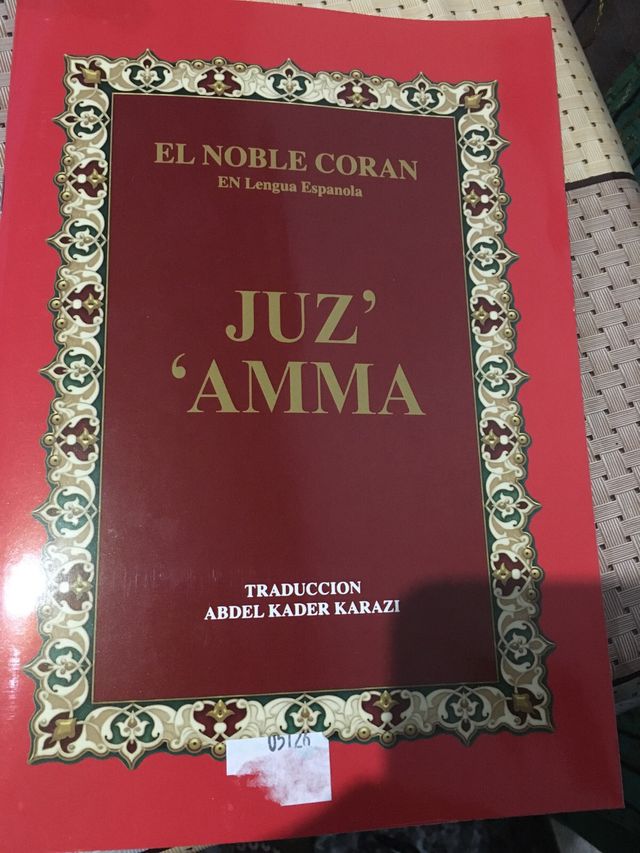 EL NOBLE CORAN
EN Lengua Espanola
JUZ’
‘AMMA
TRADUCCION
ABDEL KADER KARAZI